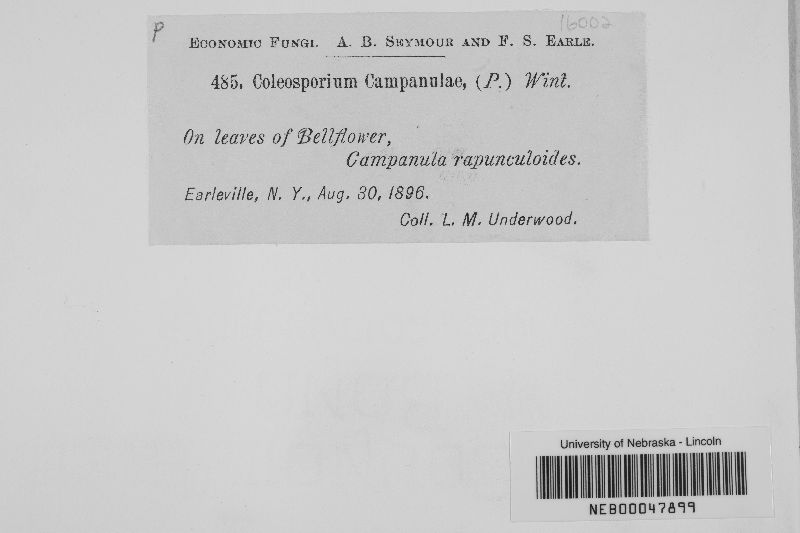 P
16002
Economic Fungi. A. B. Seymour and F. S. Earle.
485. Coleosporium Campanulae, (P.) Wint.
On leaves of Bellflower,
Campanula rapunculoides.
Earleville, N. Y., Aug. 30, 1896.
Coll. L. M. Underwood.
University of Nebraska - Lincoln
NEB00047899